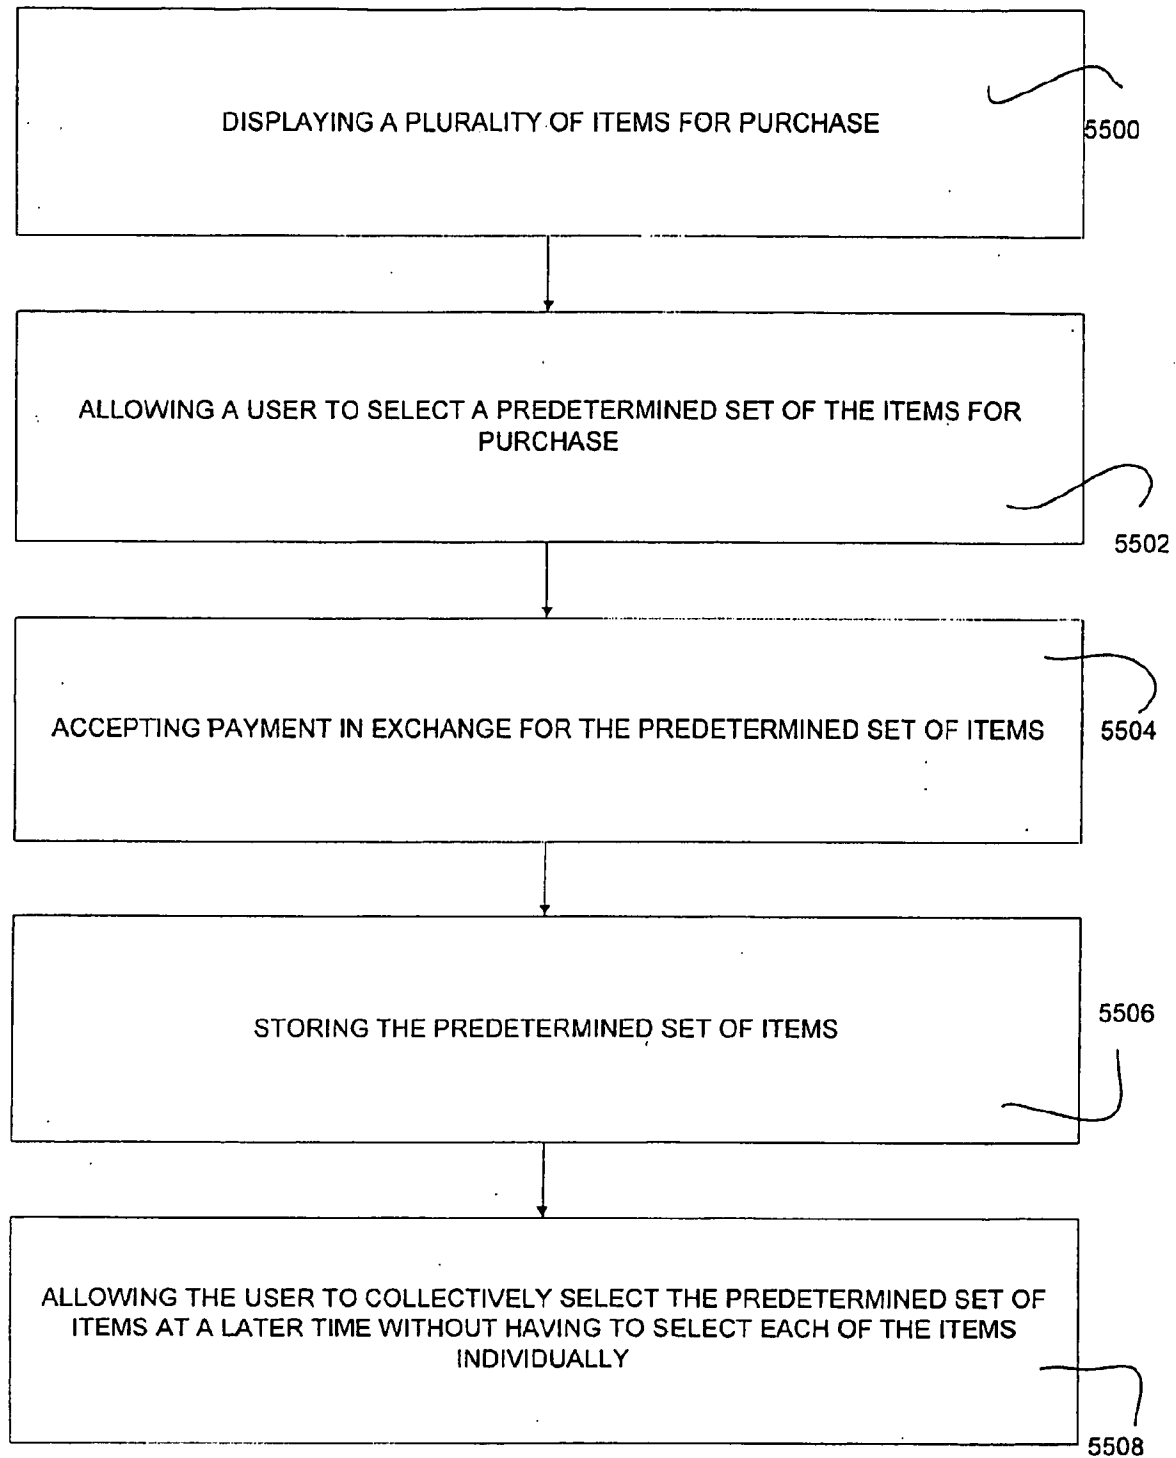 DISPLAYING A PLURALITY OF ITEMS FOR PURCHASE
5500
ALLOWING A USER TO SELECT A PREDETERMINED SET OF THE ITEMS FOR
PURCHASE
5502
ACCEPTING PAYMENT IN EXCHANGE FOR THE PREDETERMINED SET OF ITEMS
5504
STORING THE PREDETERMINED SET OF ITEMS
5506
ALLOWING THE USER TO COLLECTIVELY SELECT THE PREDETERMINED SET OF
ITEMS AT A LATER TIME WITHOUT HAVING TO SELECT EACH OF THE ITEMS
INDIVIDUALLY
5508